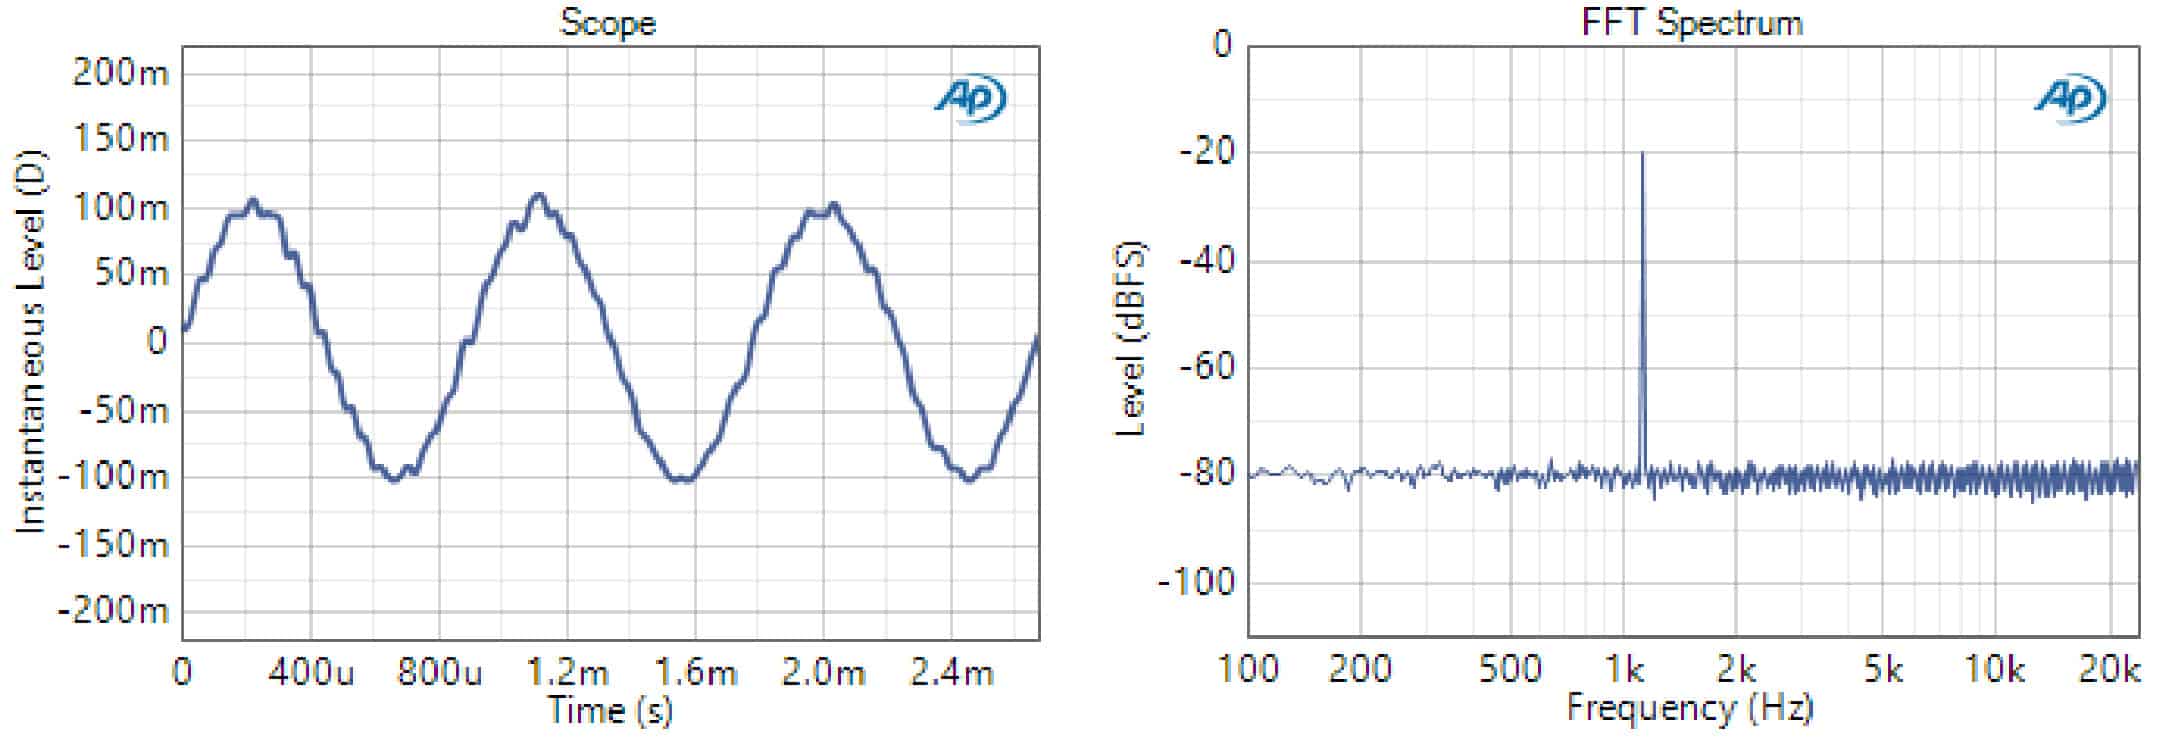 Scope
Instantaneous Level (D)
200m
150m
100m
50m
0
-50m
-100m
-150m
-200m
AP
0 400u 800u 1.2m 1.6m 2.0m 2.4m
Time (s)
FFT Spectrum
Level (dBFS)
0
-20
-40
-60
-80
-100
AP
100 200 500 1k 2k 5k 10k 20k
Frequency (Hz)